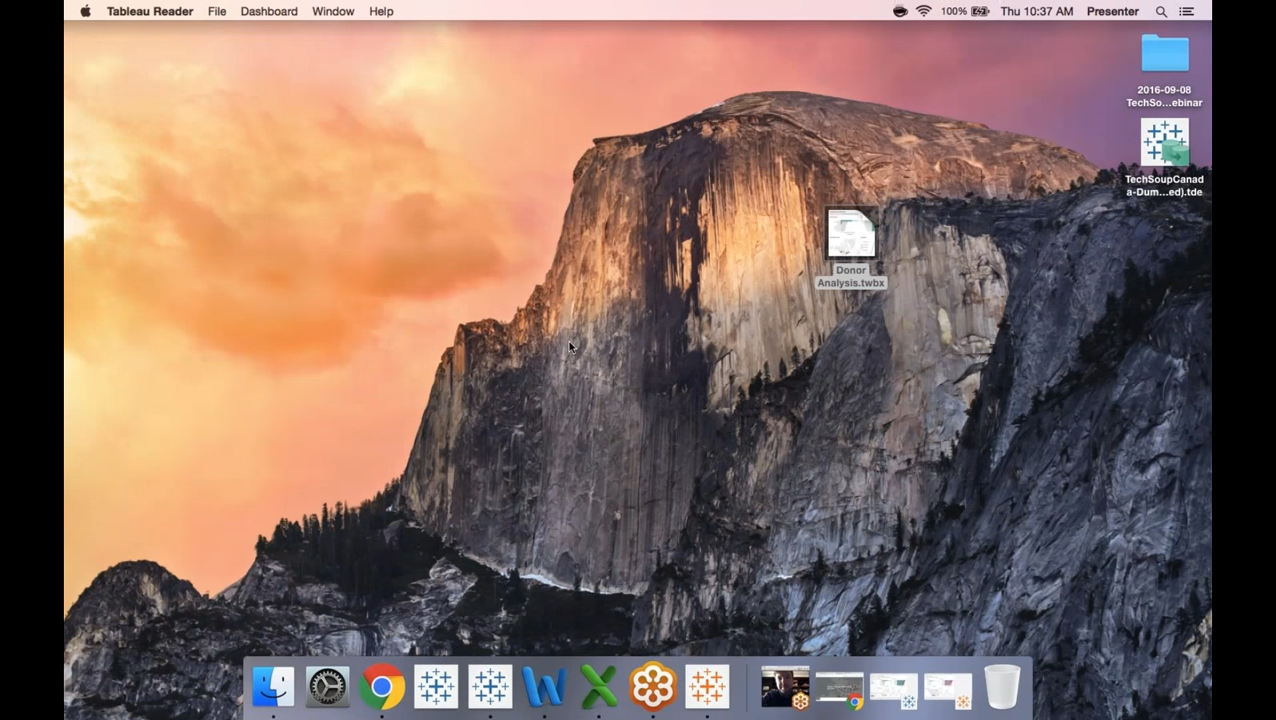 Tableau Reader File Dashboard Window Help 100% Thu 10:37 AM Presenter
2016-09-08
TechSo...ebinar
TechSoupCanad
a-Dum...ed).tde
Donor
Analysis.twbx